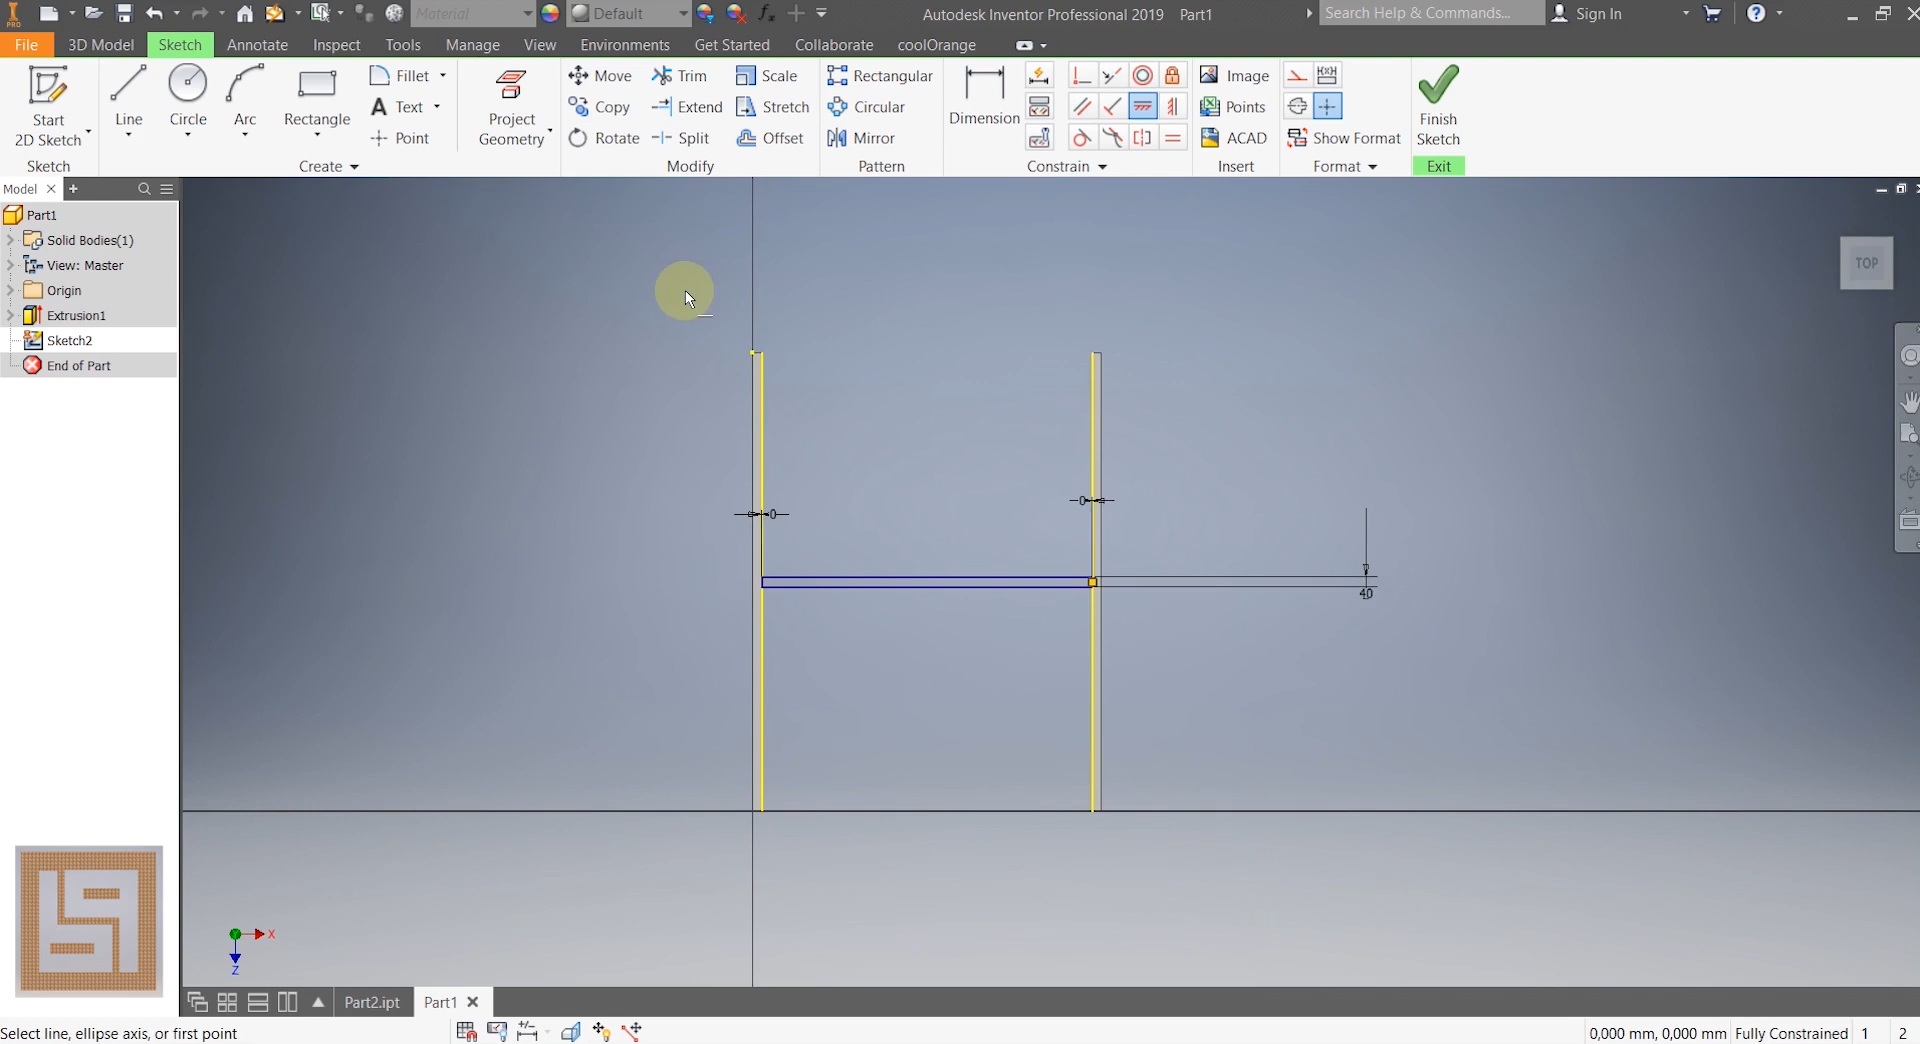 PRO
Material
Default
Autodesk Inventor Professional 2019 Part1
Search Help & Commands...
Sign In
File
3D Model
Sketch
Annotate
Inspect
Tools
Manage
View
Environments
Get Started
Collaborate
coolOrange
Start
2D Sketch
Sketch
Line
Circle
Arc
Rectangle
Fillet
Text
Point
Create
Project
Geometry
Move
Copy
Rotate
Trim
Extend
Split
Scale
Stretch
Offset
Modify
Rectangular
Circular
Mirror
Pattern
Dimension
Constrain
Image
Points
ACAD
Insert
Show Format
Format
Finish
Sketch
Exit
Model
Part1
Solid Bodies(1)
View: Master
Origin
Extrusion1
Sketch2
End of Part
TOP
0
0
40
X
Z
Part2.ipt
Part1
Select line, ellipse axis, or first point
0,000 mm, 0,000 mm
Fully Constrained
1
2